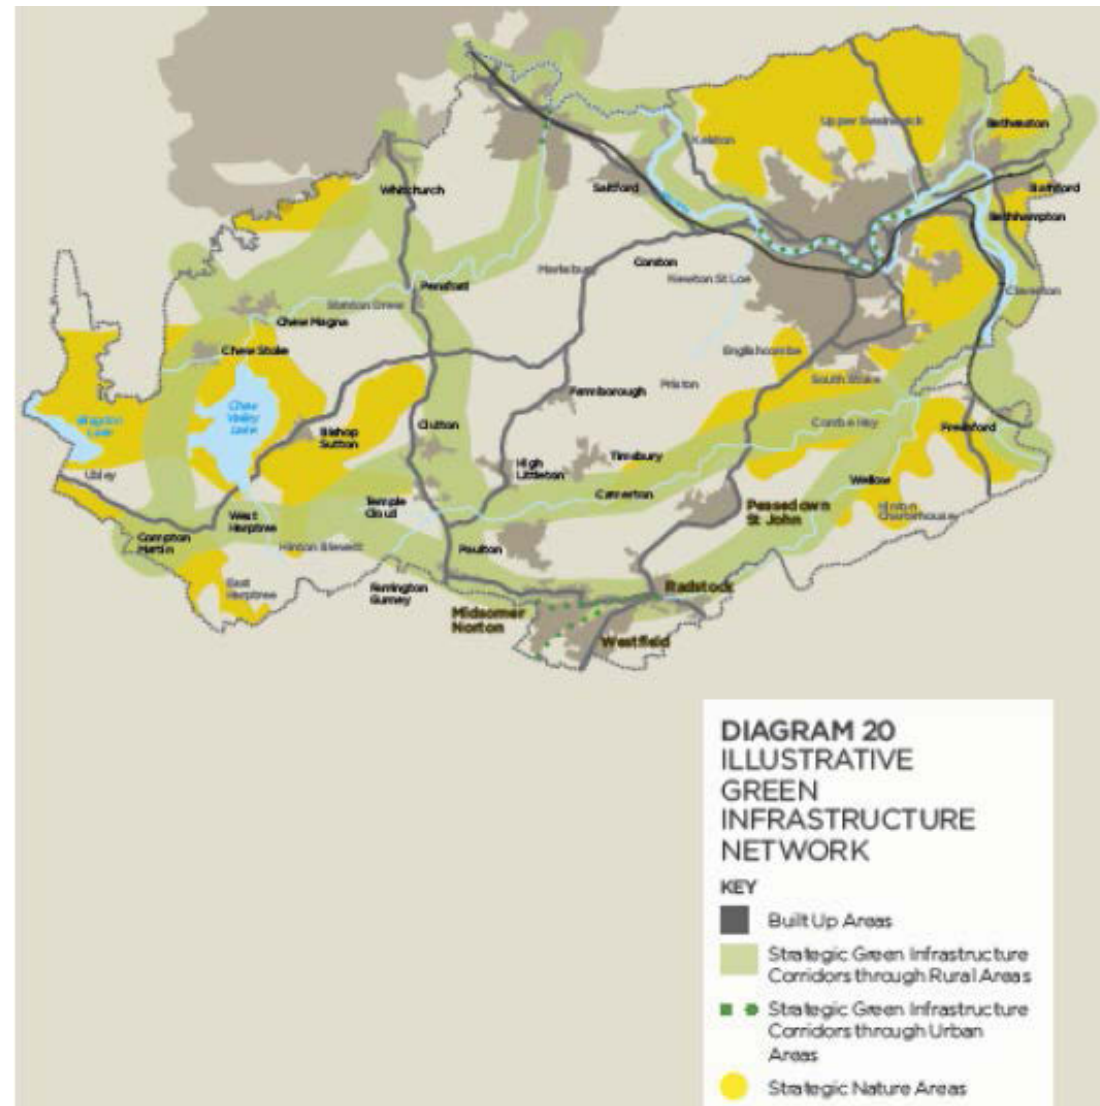 Kelston
Upper Swainswick
Batheaston
Whitchurch
Saltford
Bathford
Bathhampton
Corston
Marksbury
Newton St Loe
Pensford
Claverton
Stanton Drew
Chew Magna
Chew Stoke
Englishcombe
South Stoke
Priston
Farmborough
Chew
Valley
Lake
Blagdon
Lake
Bishop
Sutton
Clutton
Combe Hay
Freshford
Timsbury
High
Littleton
Ubley
Camerton
Wellow
Temple
Cloud
Peasedown
St John
Hinton
Charterhouse
West
Harptree
Compton
Martin
Hinton Blewett
Paulton
East
Harptree
Farrington
Gurney
Radstock
Midsomer
Norton
Westfield
DIAGRAM 20
ILLUSTRATIVE
GREEN
INFRASTRUCTURE
NETWORK
KEY
Built Up Areas
Strategic Green Infrastructure
Corridors through Rural Areas
Strategic Green Infrastructure
Corridors through Urban
Areas
Strategic Nature Areas